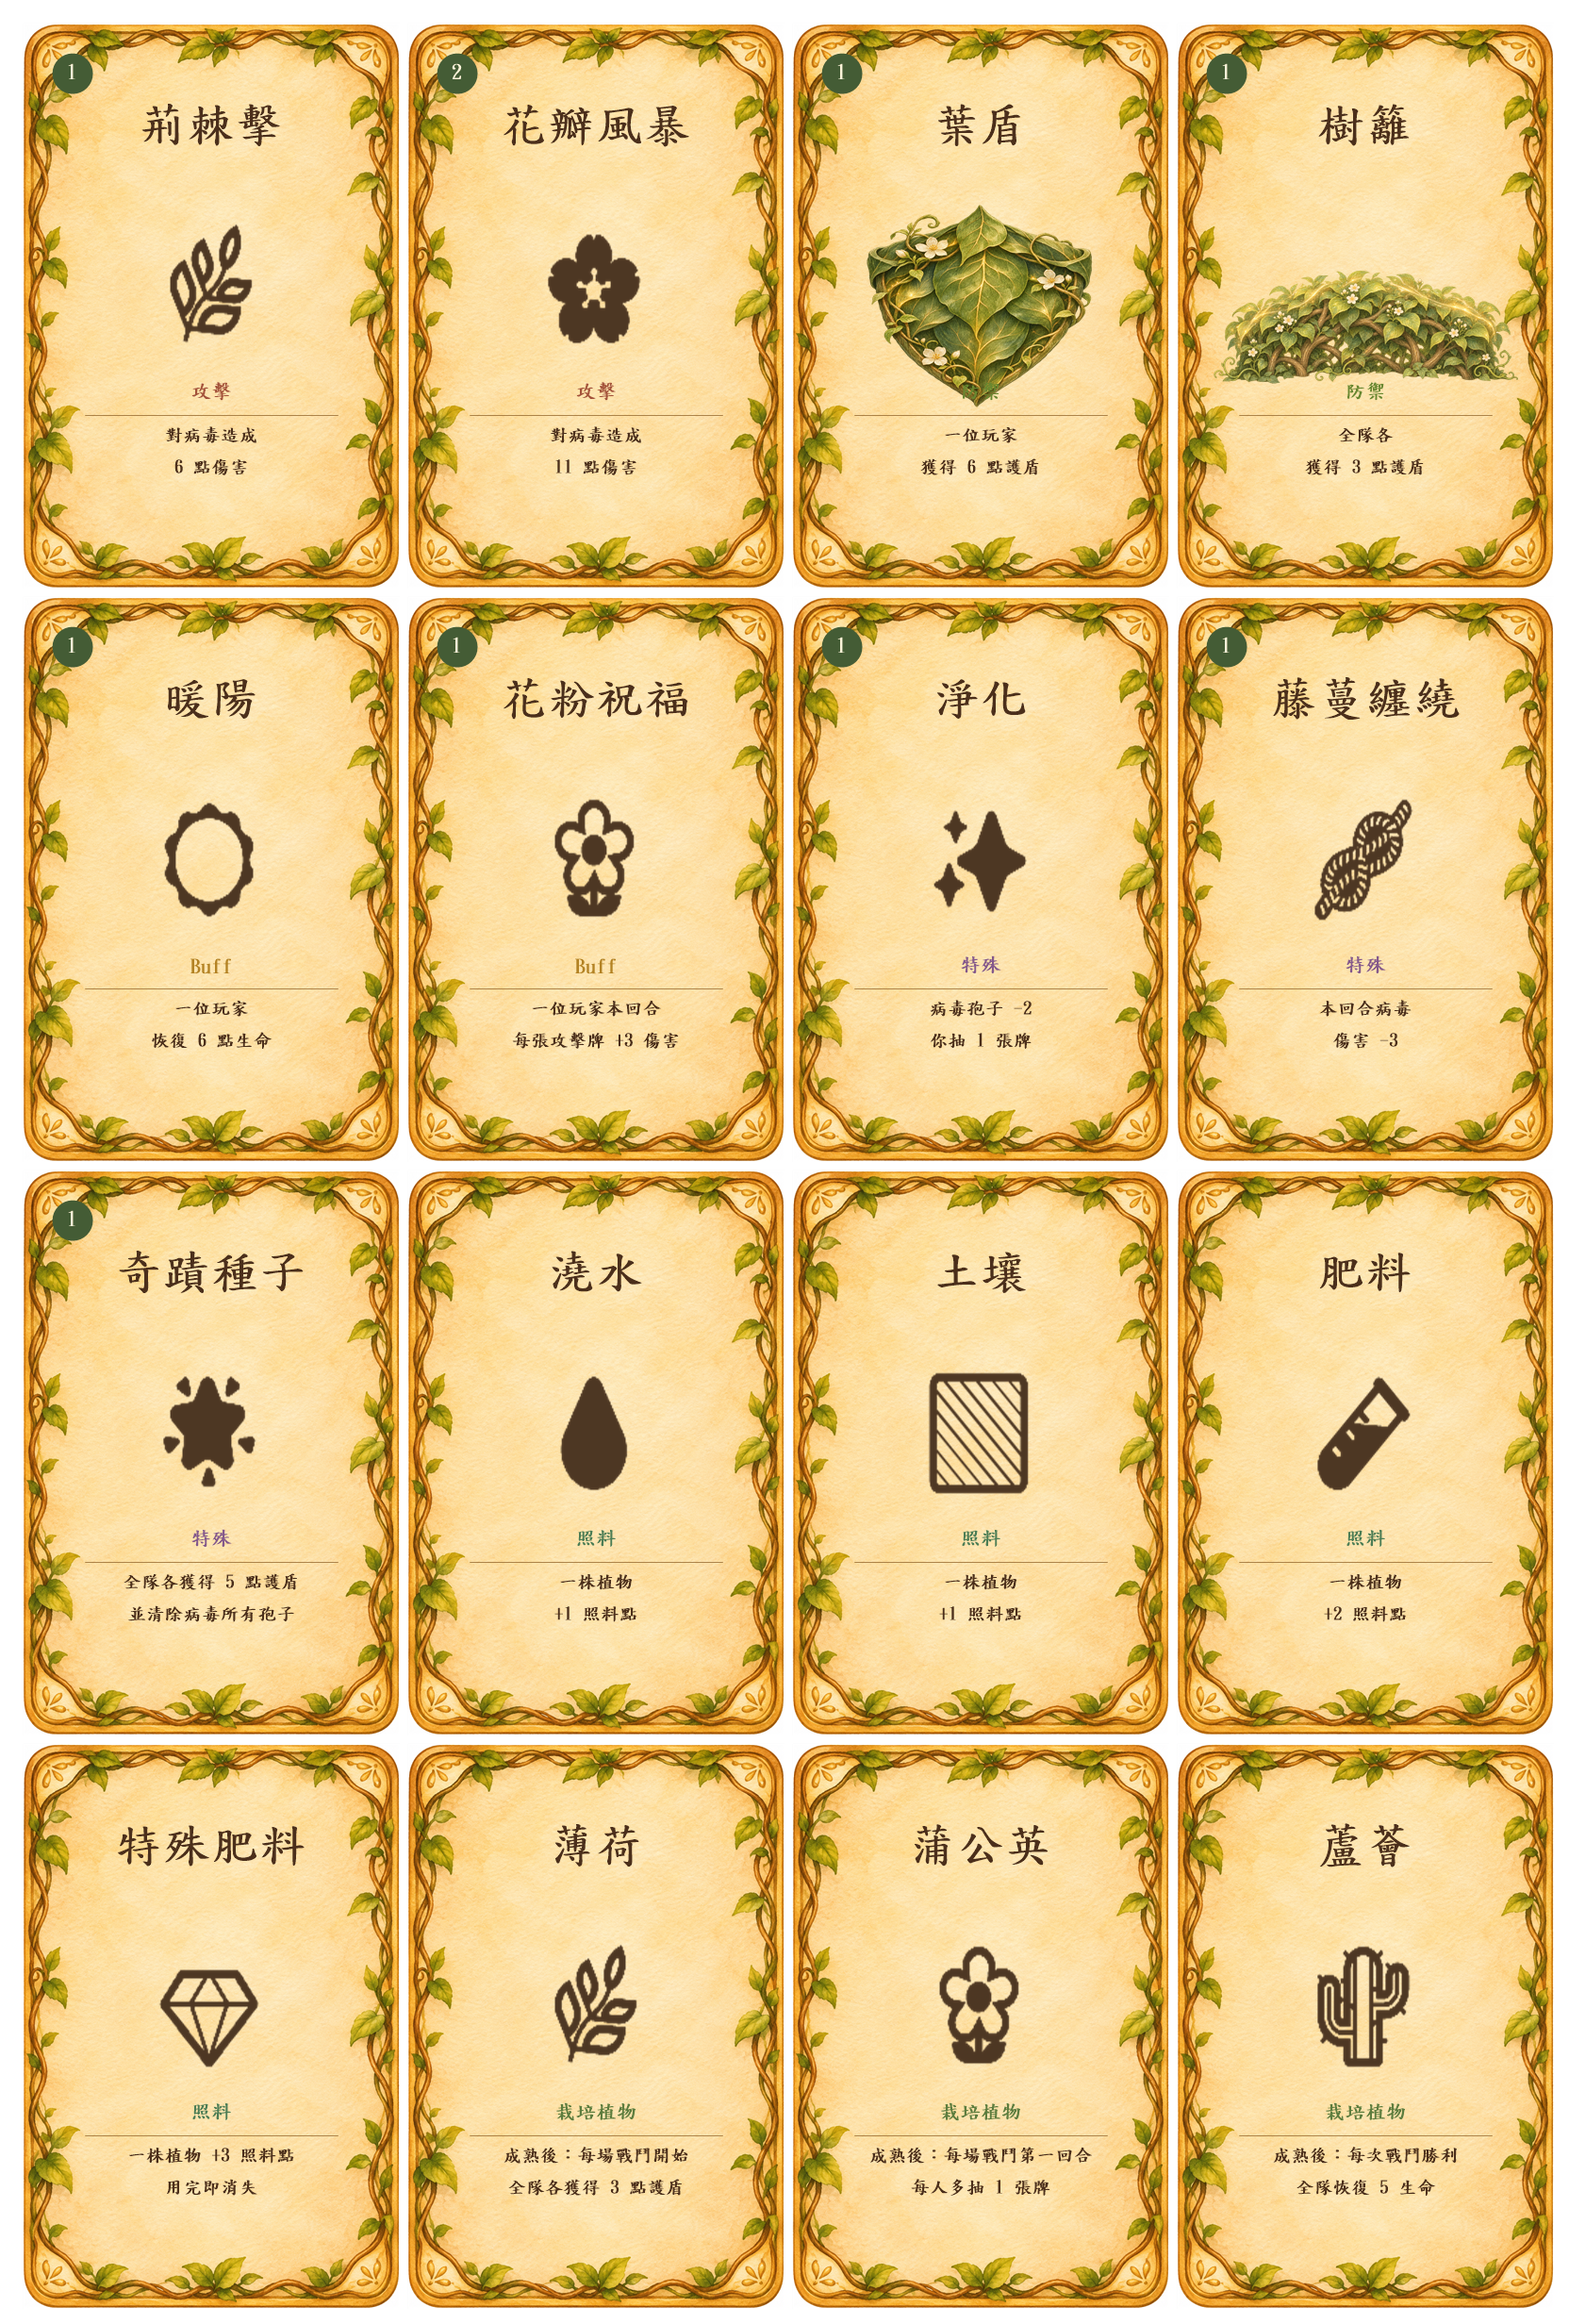 1
荊棘擊
攻擊
對病毒造成
6 點傷害
2
花瓣風暴
攻擊
對病毒造成
11 點傷害
1
葉盾
一位玩家
獲得 6 點護盾
1
樹籬
防禦
全隊各
獲得 3 點護盾
1
暖陽
Buff
一位玩家
恢復 6 點生命
1
花粉祝福
Buff
一位玩家本回合
每張攻擊牌 +3 傷害
1
淨化
特殊
病毒孢子 -2
你抽 1 張牌
1
藤蔓纏繞
特殊
本回合病毒
傷害 -3
1
奇蹟種子
特殊
全隊各獲得 5 點護盾
並清除病毒所有孢子
澆水
照料
一株植物
+1 照料點
土壤
照料
一株植物
+1 照料點
肥料
照料
一株植物
+2 照料點
特殊肥料
照料
一株植物 +3 照料點
用完即消失
薄荷
栽培植物
成熟後：每場戰鬥開始
全隊各獲得 3 點護盾
蒲公英
栽培植物
成熟後：每場戰鬥第一回合
每人多抽 1 張牌
蘆薈
栽培植物
成熟後：每次戰鬥勝利
全隊恢復 5 生命